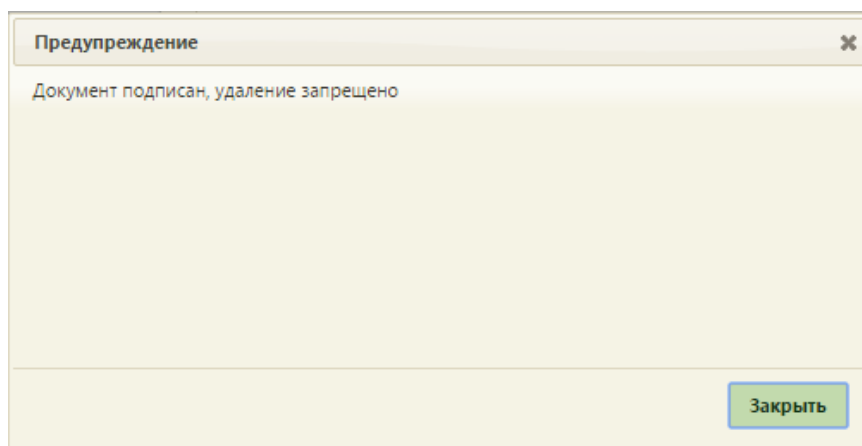 Предупреждение
Документ подписан, удаление запрещено
Закрыть